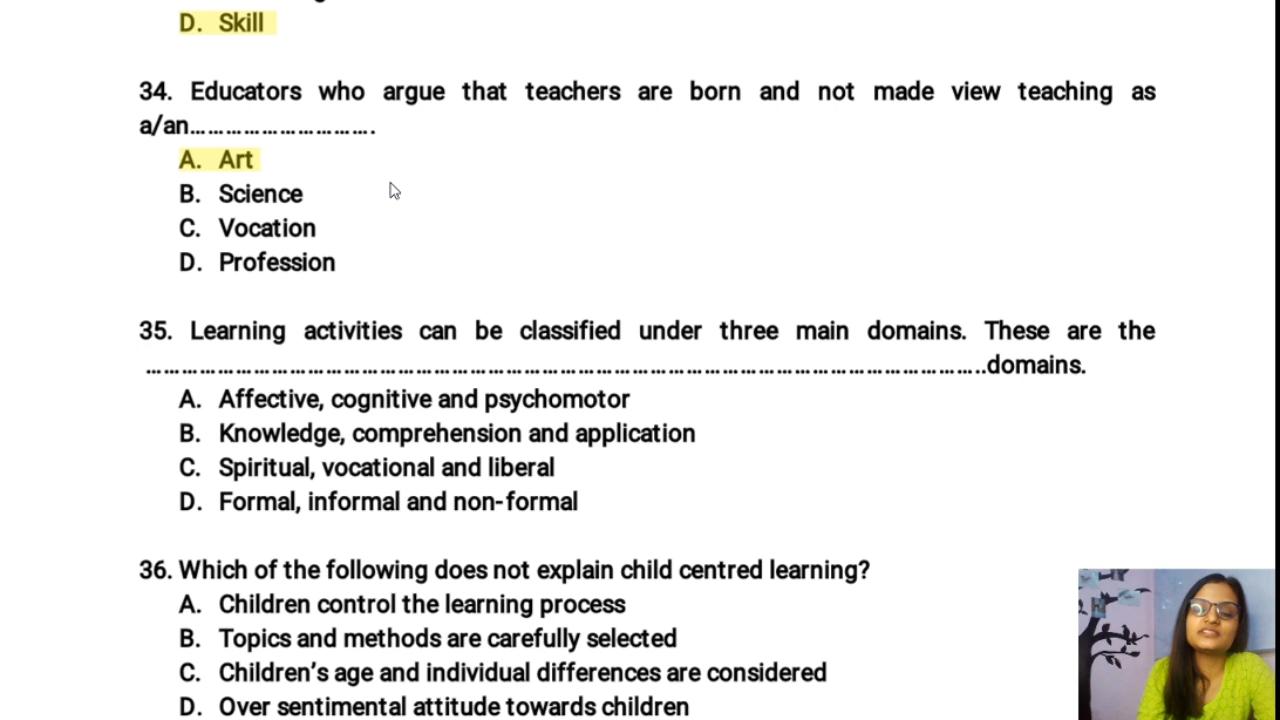 D. Skill
34. Educators who argue that teachers are born and not made view teaching as
a/an……………………….
A. Art
B. Science
C. Vocation
D. Profession
35. Learning activities can be classified under three main domains. These are the
…………………………………………………………………………………………………………………………..domains.
A. Affective, cognitive and psychomotor
B. Knowledge, comprehension and application
C. Spiritual, vocational and liberal
D. Formal, informal and non-formal
36. Which of the following does not explain child centred learning?
A. Children control the learning process
B. Topics and methods are carefully selected
C. Children’s age and individual differences are considered
D. Over sentimental attitude towards children